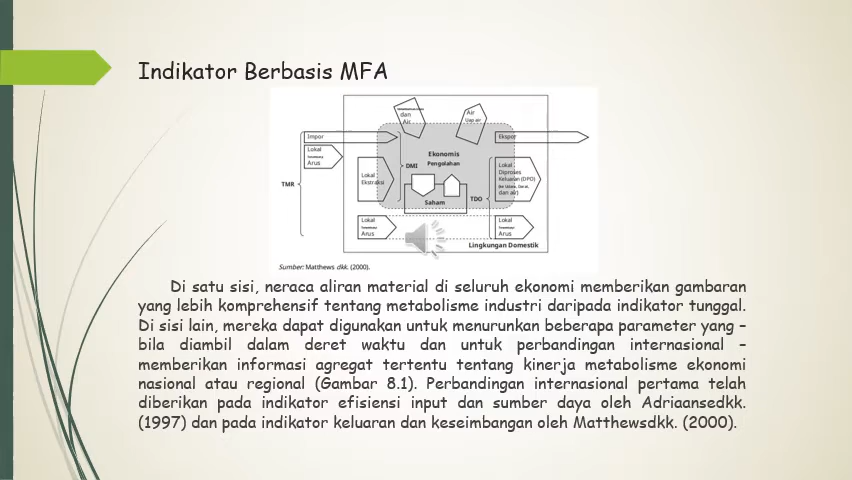 Indikator Berbasis MFA
dan
Air
Air
Uap air
Impor
Ekspor
Lokal
Arus
Ekonomis
Pengolahan
DMI
Lokal
Ekstraksi
Lokal
Diproses
Keluaran (DPO)
dan air)
TMR
TDO
Saham
Lokal
Arus
Lokal
Arus
Lingkungan Domestik
Sumber: Matthews dkk. (2000).
Di satu sisi, neraca aliran material di seluruh ekonomi memberikan gambaran
yang lebih komprehensif tentang metabolisme industri daripada indikator tunggal.
Di sisi lain, mereka dapat digunakan untuk menurunkan beberapa parameter yang –
bila diambil dalam deret waktu dan untuk perbandingan internasional –
memberikan informasi agregat tertentu tentang kinerja metabolisme ekonomi
nasional atau regional (Gambar 8.1). Perbandingan internasional pertama telah
diberikan pada indikator efisiensi input dan sumber daya oleh Adriaansedkk.
(1997) dan pada indikator keluaran dan keseimbangan oleh Matthewsdkk. (2000).